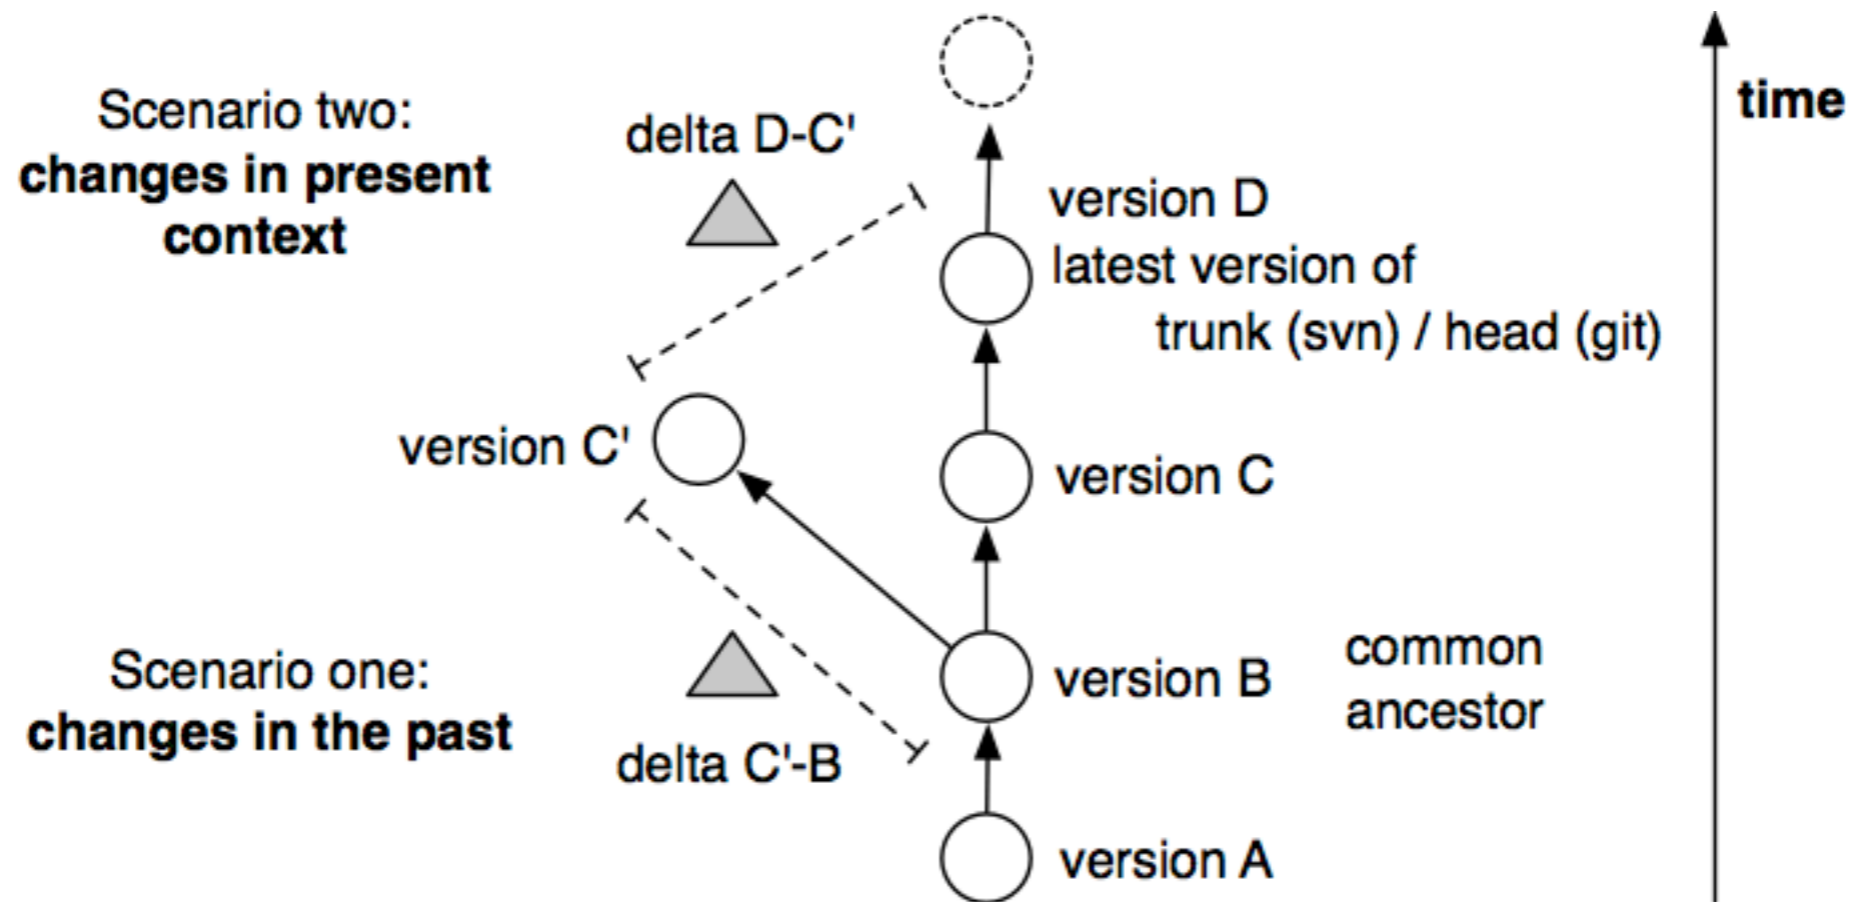 Scenario two:
changes in present
context
delta D-C'
time
version D
latest version of
trunk (svn) / head (git)
version C'
version C
Scenario one:
changes in the past
delta C'-B
version B
common
ancestor
version A